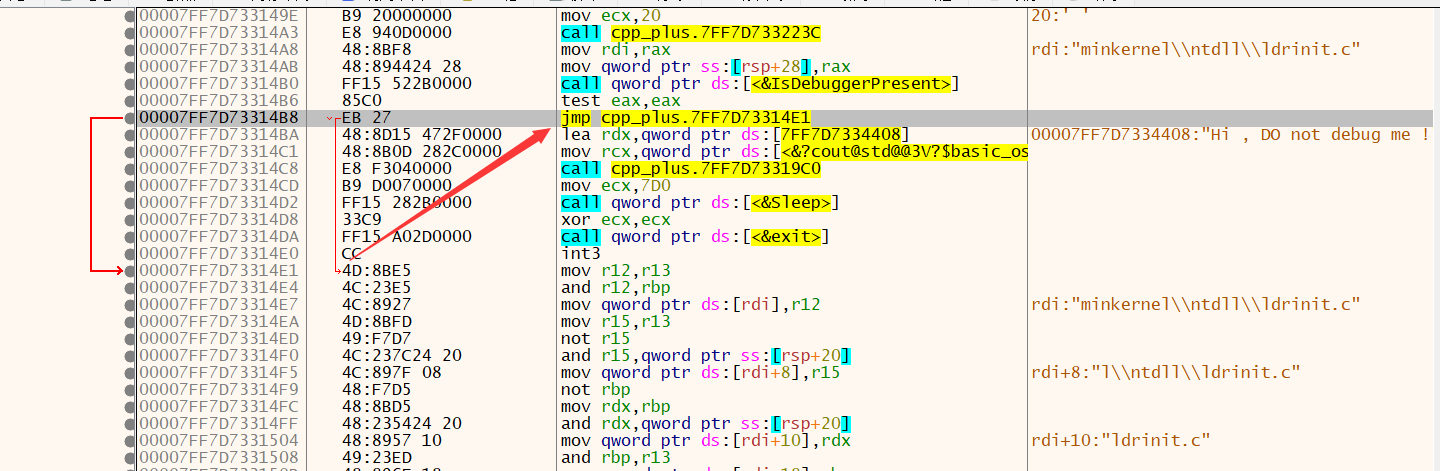 00007FF7D733149E B9 20000000 mov ecx,20 20:' '
00007FF7D73314A3 E8 940D0000 call cpp_plus.7FF7D733223C
00007FF7D73314A8 48:8BF8 mov rdi,rax rdi:"minkernel\\ntdll\\ldrinit.c"
00007FF7D73314AB 48:894424 28 mov qword ptr ss:[rsp+28],rax
00007FF7D73314B0 FF15 522B0000 call qword ptr ds:[<&IsDebuggerPresent>]
00007FF7D73314B6 85C0 test eax,eax
00007FF7D73314B8 EB 27 jmp cpp_plus.7FF7D73314E1
00007FF7D73314BA 48:8D15 472F0000 lea rdx,qword ptr ds:[7FF7D7334408] 00007FF7D7334408:"Hi , DO not debug me !
00007FF7D73314C1 48:8B0D 282C0000 mov rcx,qword ptr ds:[<&?cout@std@@3V?$basic_os
00007FF7D73314C8 E8 F3040000 call cpp_plus.7FF7D73319C0
00007FF7D73314CD B9 D0070000 mov ecx,7D0
00007FF7D73314D2 FF15 282B0000 call qword ptr ds:[<&Sleep>]
00007FF7D73314D8 33C9 xor ecx,ecx
00007FF7D73314DA FF15 A02D0000 call qword ptr ds:[<&exit>]
00007FF7D73314E0 CC int3
00007FF7D73314E1 4D:8BE5 mov r12,r13
00007FF7D73314E4 4C:23E5 and r12,rbp
00007FF7D73314E7 4C:8927 mov qword ptr ds:[rdi],r12 rdi:"minkernel\\ntdll\\ldrinit.c"
00007FF7D73314EA 4D:8BFD mov r15,r13
00007FF7D73314ED 49:F7D7 not r15
00007FF7D73314F0 4C:237C24 20 and r15,qword ptr ss:[rsp+20]
00007FF7D73314F5 4C:897F 08 mov qword ptr ds:[rdi+8],r15 rdi+8:"l\\ntdll\\ldrinit.c"
00007FF7D73314F9 48:F7D5 not rbp
00007FF7D73314FC 48:8BD5 mov rdx,rbp
00007FF7D73314FF 48:235424 20 and rdx,qword ptr ss:[rsp+20]
00007FF7D7331504 48:8957 10 mov qword ptr ds:[rdi+10],rdx rdi+10:"ldrinit.c"
00007FF7D7331508 49:23ED and rbp,r13